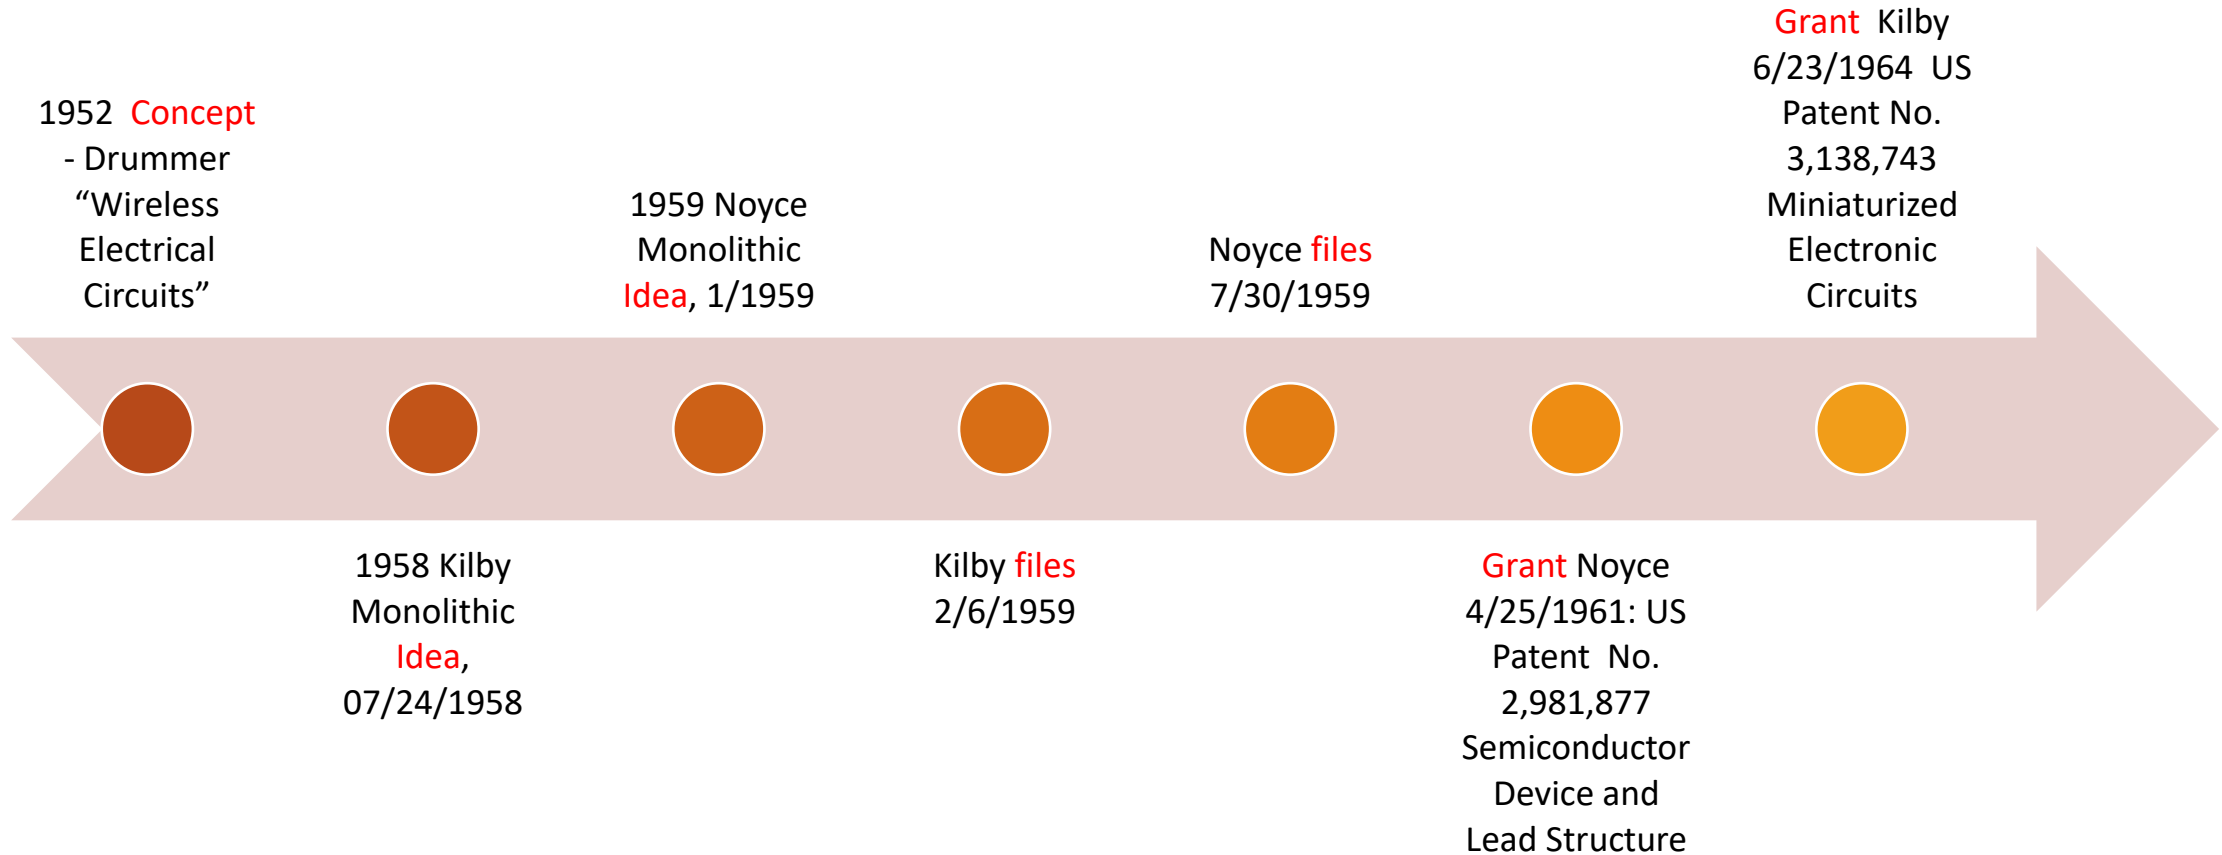 1952 Concept
- Drummer
“Wireless
Electrical
Circuits”
1958 Kilby
Monolithic
Idea,
07/24/1958
1959 Noyce
Monolithic
Idea, 1/1959
Kilby files
2/6/1959
Noyce files
7/30/1959
Grant Noyce
4/25/1961: US
Patent No.
2,981,877
Semiconductor
Device and
Lead Structure
Grant Kilby
6/23/1964 US
Patent No.
3,138,743
Miniaturized
Electronic
Circuits